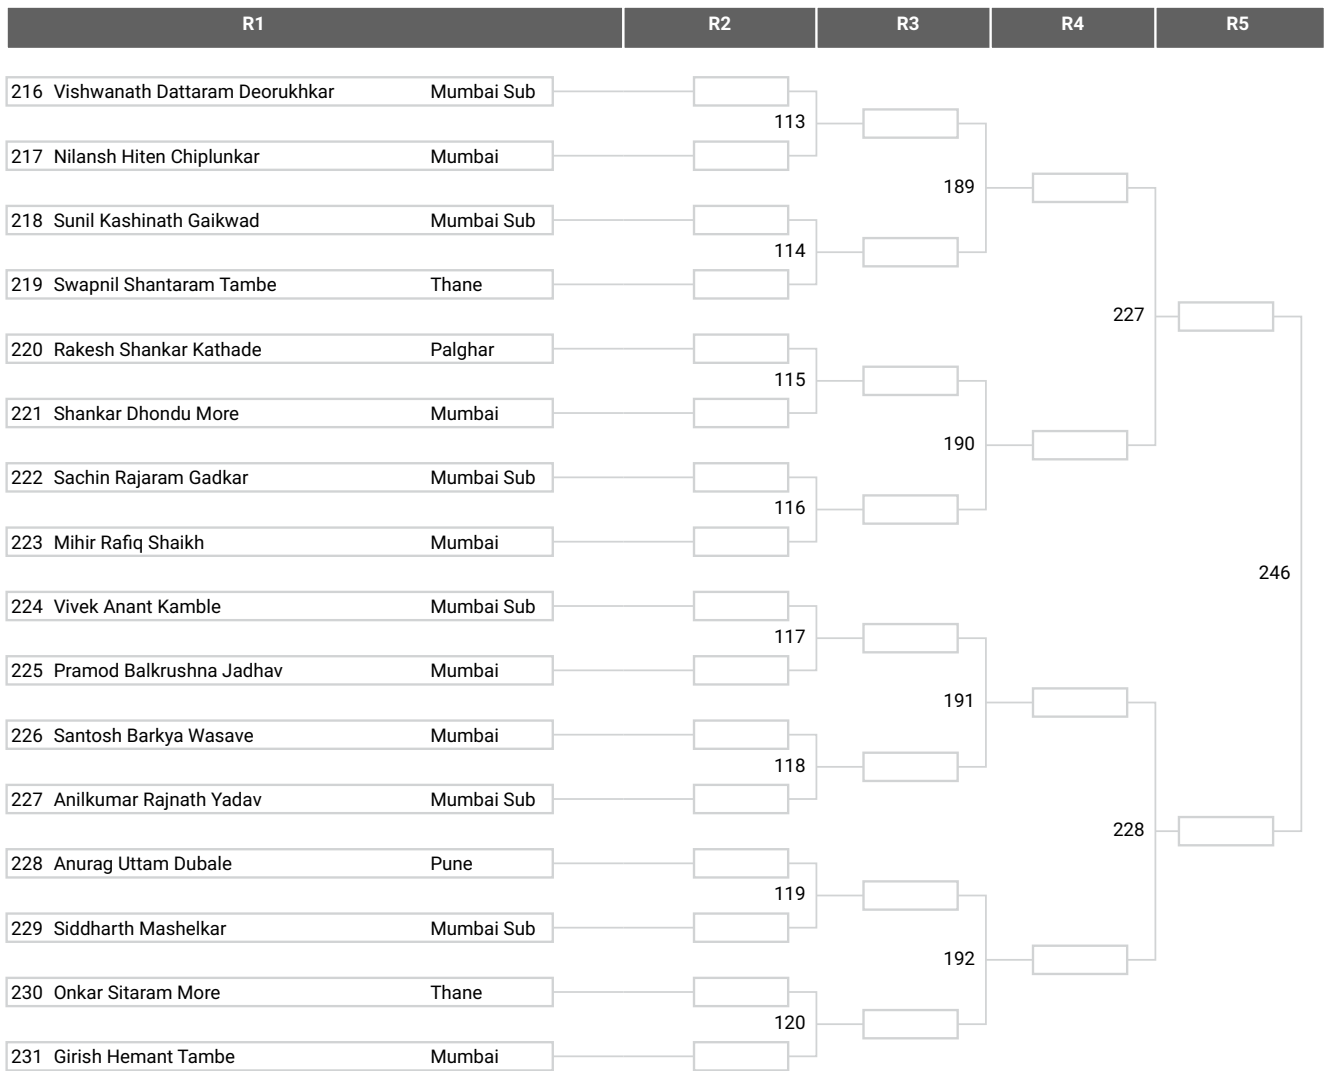 R1 R2 R3 R4 R5
216 Vishwanath Dattaram Deorukhkar Mumbai Sub
113
217 Nilansh Hiten Chiplunkar Mumbai
189
218 Sunil Kashinath Gaikwad Mumbai Sub
114
219 Swapnil Shantaram Tambe Thane
227
220 Rakesh Shankar Kathade Palghar
115
221 Shankar Dhondu More Mumbai
190
222 Sachin Rajaram Gadkar Mumbai Sub
116
223 Mihir Rafiq Shaikh Mumbai
246
224 Vivek Anant Kamble Mumbai Sub
117
225 Pramod Balkrushna Jadhav Mumbai
191
226 Santosh Barkya Wasave Mumbai
118
227 Anilkumar Rajnath Yadav Mumbai Sub
228
228 Anurag Uttam Dubale Pune
119
229 Siddharth Mashelkar Mumbai Sub
192
230 Onkar Sitaram More Thane
120
231 Girish Hemant Tambe Mumbai